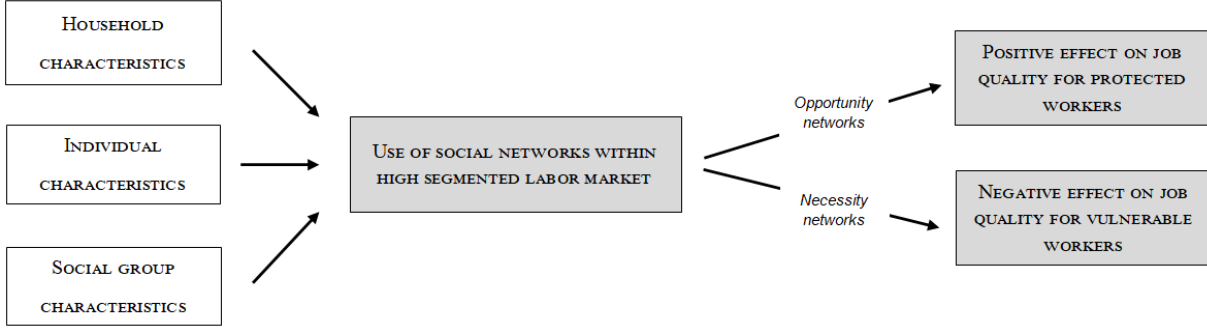 HOUSEHOLD
CHARACTERISTICS
INDIVIDUAL
CHARACTERISTICS
SOCIAL GROUP
CHARACTERISTICS
USE OF SOCIAL NETWORKS WITHIN
HIGH SEGMENTED LABOR MARKET
Opportunity
networks
Necessity
networks
POSITIVE EFFECT ON JOB
QUALITY FOR PROTECTED
WORKERS
NEGATIVE EFFECT ON JOB
QUALITY FOR VULNERABLE
WORKERS